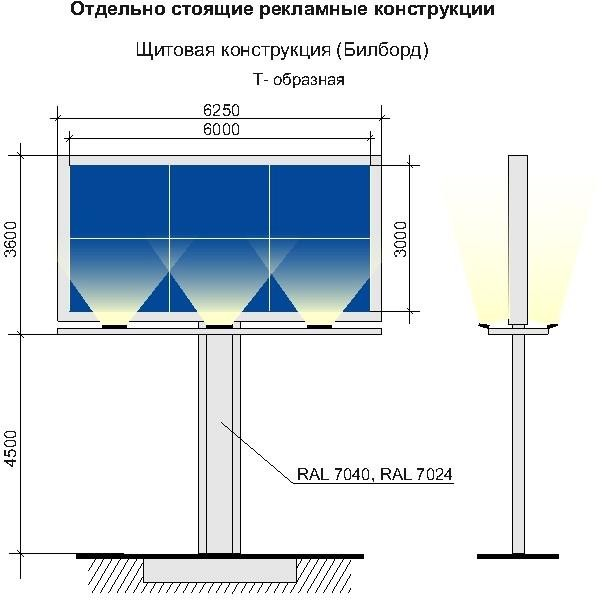 Отдельно стоящие рекламные конструкции
Щитовая конструкция (Билборд)
Т- образная
6250
6000
3600
3000
4500
RAL 7040, RAL 7024